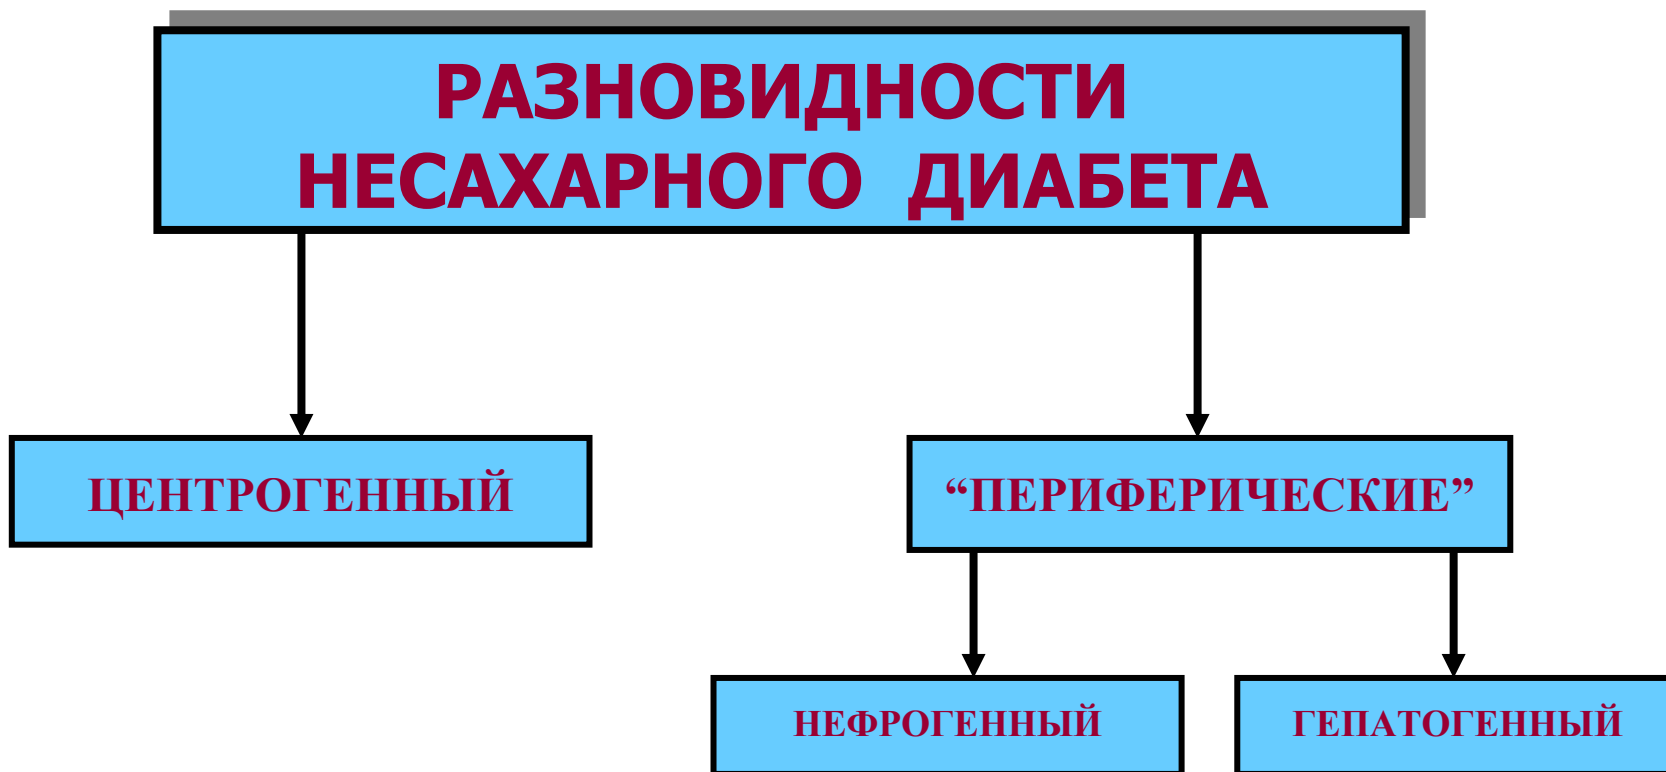 РАЗНОВИДНОСТИ
НЕСАХАРНОГО ДИАБЕТА
ЦЕНТРОГЕННЫЙ
“ПЕРИФЕРИЧЕСКИЕ”
НЕФРОГЕННЫЙ
ГЕПАТОГЕННЫЙ